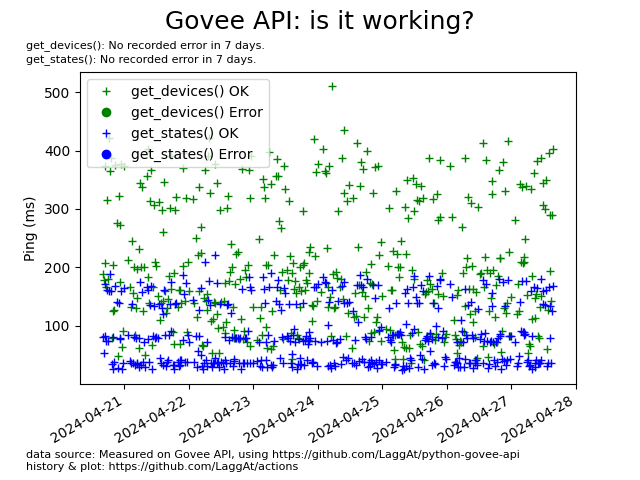 Govee API: is it working?
get_devices(): No recorded error in 7 days.
get_states(): No recorded error in 7 days.
get_devices() OK
get_devices() Error
get_states() OK
get_states() Error
500
400
300
200
100
Ping (ms)
2024-04-21
2024-04-22
2024-04-23
2024-04-24
2024-04-25
2024-04-26
2024-04-27
2024-04-28
data source: Measured on Govee API, using https://github.com/LaggAt/python-govee-api
history & plot: https://github.com/LaggAt/actions